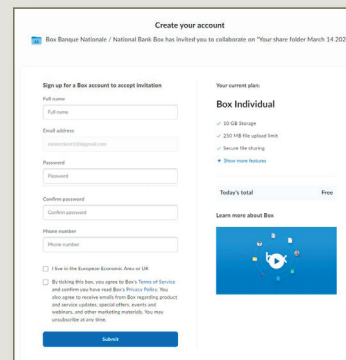 Create your account
Box Banque Nationale / National Bank Box has invited you to collaborate on "Your share folder March 14 202
Sign up for a Box account to accept invitation
Full name
Full name
Email address
Password
Password
Confirm password
Confirm password
Phone number
Phone number
I live in the European Economic Area or UK
By ticking this box, you agree to Box's Terms of Service
and confirm you have read Box's Privacy Policy. You
also agree to receive emails from Box regarding product
and service updates, special offers, events and
webinars, and other marketing materials. You may
unsubscribe at any time.
Submit
Your current plan:
Box Individual
10 GB Storage
250 MB file upload limit
Secure file sharing
Show more features
Today's total Free
Learn more about Box
box